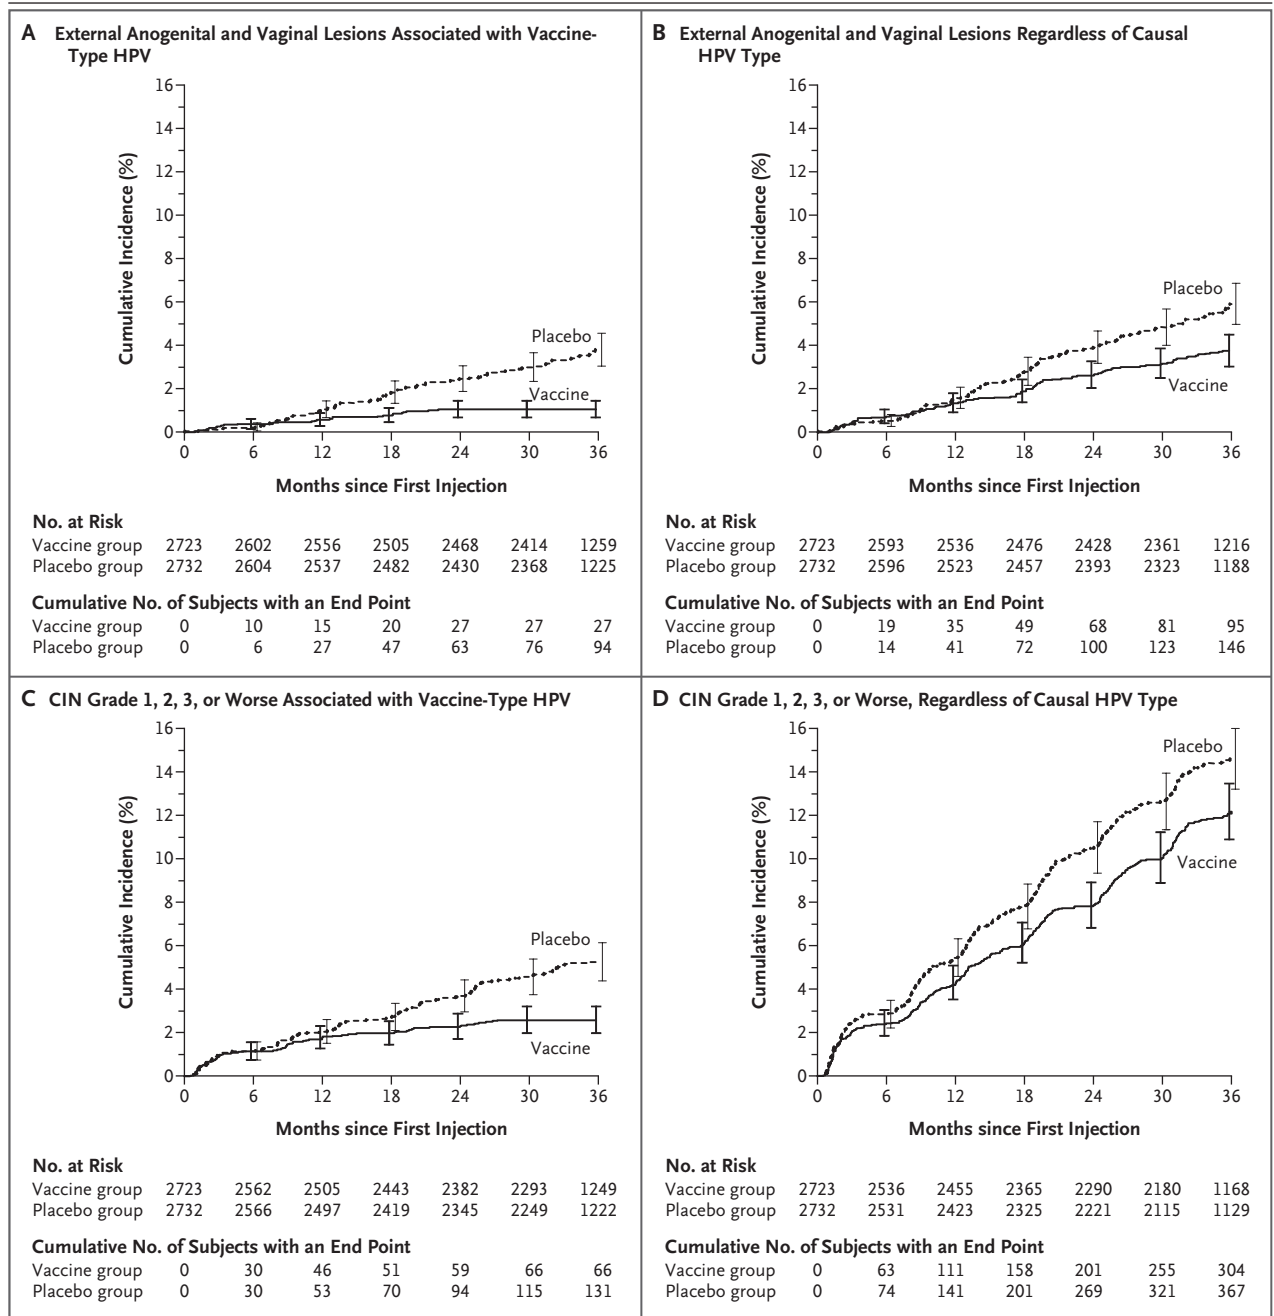 A External Anogenital and Vaginal Lesions Associated with Vaccine-
Type HPV
16
14
12
10
8
6
4
2
0
Cumulative Incidence (%)
Placebo
Vaccine
0 6 12 18 24 30 36
Months since First Injection
No. at Risk
Vaccine group 2723 2602 2556 2505 2468 2414 1259
Placebo group 2732 2604 2537 2482 2430 2368 1225
Cumulative No. of Subjects with an End Point
Vaccine group 0 10 15 20 27 27 27
Placebo group 0 6 27 47 63 76 94
B External Anogenital and Vaginal Lesions Regardless of Causal
HPV Type
16
14
12
10
8
6
4
2
0
Cumulative Incidence (%)
Placebo
Vaccine
0 6 12 18 24 30 36
Months since First Injection
No. at Risk
Vaccine group 2723 2593 2536 2476 2428 2361 1216
Placebo group 2732 2596 2523 2457 2393 2323 1188
Cumulative No. of Subjects with an End Point
Vaccine group 0 19 35 49 68 81 95
Placebo group 0 14 41 72 100 123 146
C CIN Grade 1, 2, 3, or Worse Associated with Vaccine-Type HPV
16
14
12
10
8
6
4
2
0
Cumulative Incidence (%)
Placebo
Vaccine
0 6 12 18 24 30 36
Months since First Injection
No. at Risk
Vaccine group 2723 2562 2505 2443 2382 2293 1249
Placebo group 2732 2566 2497 2419 2345 2249 1222
Cumulative No. of Subjects with an End Point
Vaccine group 0 30 46 51 59 66 66
Placebo group 0 30 53 70 94 115 131
D CIN Grade 1, 2, 3, or Worse, Regardless of Causal HPV Type
16
14
12
10
8
6
4
2
0
Cumulative Incidence (%)
Placebo
Vaccine
0 6 12 18 24 30 36
Months since First Injection
No. at Risk
Vaccine group 2723 2536 2455 2365 2290 2180 1168
Placebo group 2732 2531 2423 2325 2221 2115 1129
Cumulative No. of Subjects with an End Point
Vaccine group 0 63 111 158 201 255 304
Placebo group 0 74 141 201 269 321 367